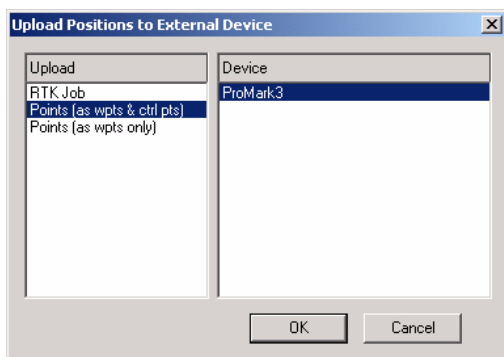 Upload Positions to External Device
Upload
Device
RTK Job
ProMark3
Points (as wpts & ctrl pts)
Points (as wpts only)
OK
Cancel